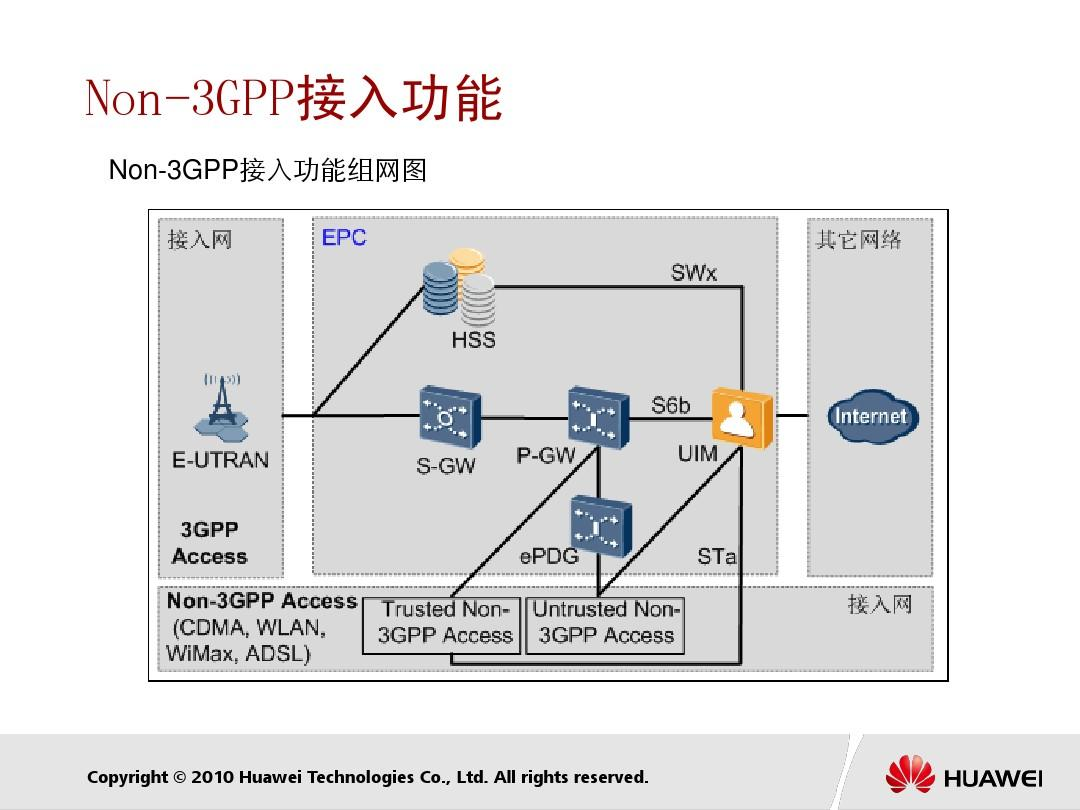 Non-3GPP接入功能
Non-3GPP接入功能组网图
接入网
EPC
其它网络
SWx
HSS
S6b
Internet
E-UTRAN
S-GW
P-GW
UIM
3GPP
Access
ePDG
STa
Non-3GPP Access
(CDMA, WLAN,
WiMax, ADSL)
Trusted Non-
3GPP Access
Untrusted Non-
3GPP Access
接入网
Copyright © 2010 Huawei Technologies Co., Ltd. All rights reserved.
HUAWEI